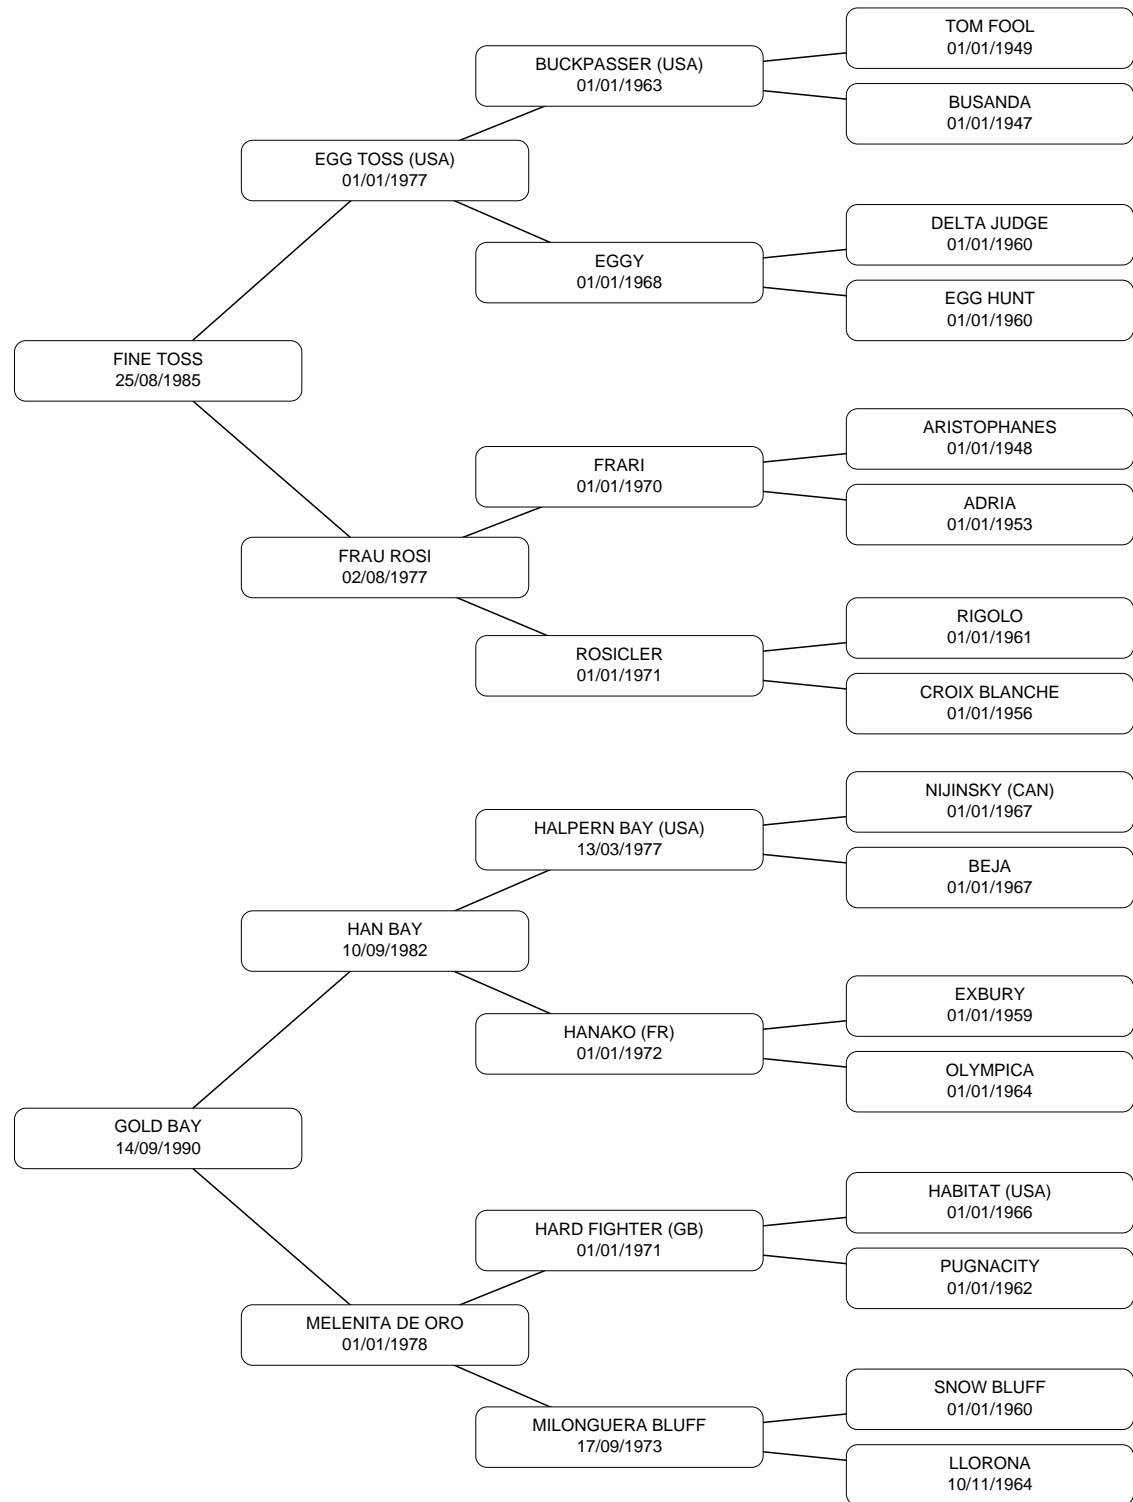 TOM FOOL
01/01/1949
BUCKPASSER (USA)
01/01/1963
BUSANDA
01/01/1947
EGG TOSS (USA)
01/01/1977
DELTA JUDGE
01/01/1960
EGGY
01/01/1968
EGG HUNT
01/01/1960
FINE TOSS
25/08/1985
ARISTOPHANES
01/01/1948
FRARI
01/01/1970
ADRIA
01/01/1953
FRAU ROSI
02/08/1977
RIGOLO
01/01/1961
ROSICLER
01/01/1971
CROIX BLANCHE
01/01/1956
NIJINSKY (CAN)
01/01/1967
HALPERN BAY (USA)
13/03/1977
BEJA
01/01/1967
HAN BAY
10/09/1982
EXBURY
01/01/1959
HANAKO (FR)
01/01/1972
OLYMPICA
01/01/1964
GOLD BAY
14/09/1990
HABITAT (USA)
01/01/1966
HARD FIGHTER (GB)
01/01/1971
PUGNACITY
01/01/1962
MELENITA DE ORO
01/01/1978
SNOW BLUFF
01/01/1960
MILONGUERA BLUFF
17/09/1973
LLORONA
10/11/1964